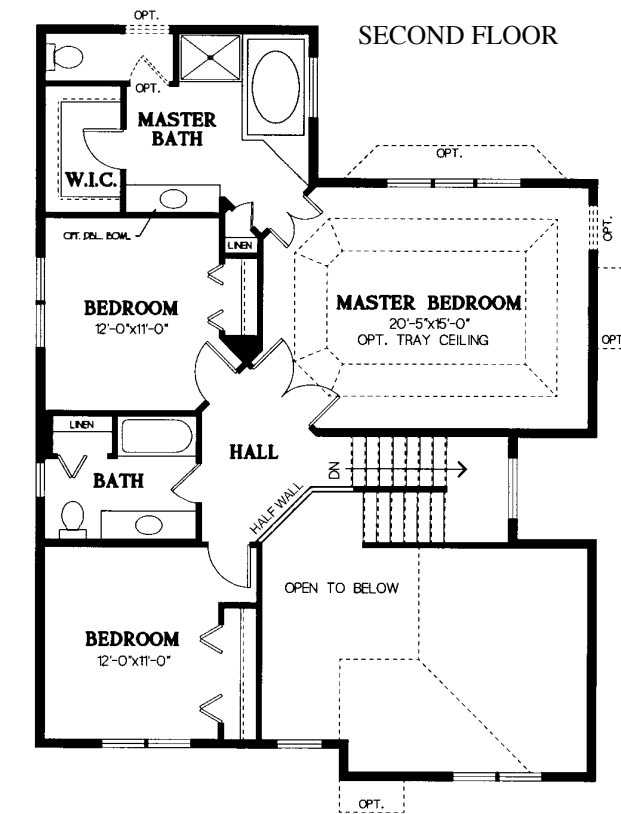 OPT.
SECOND FLOOR
OPT.
MASTER
BATH
OPT.
W.I.C.
OPT.
OPT. DBL. BOWL
LINEN
BEDROOM
12'-0"x11'-0"
MASTER BEDROOM
20'-5"x15'-0"
OPT. TRAY CEILING
OPT
LINEN
HALL
BATH
DN
HALF WALL
OPEN TO BELOW
BEDROOM
12'-0"x11'-0"
OPT.